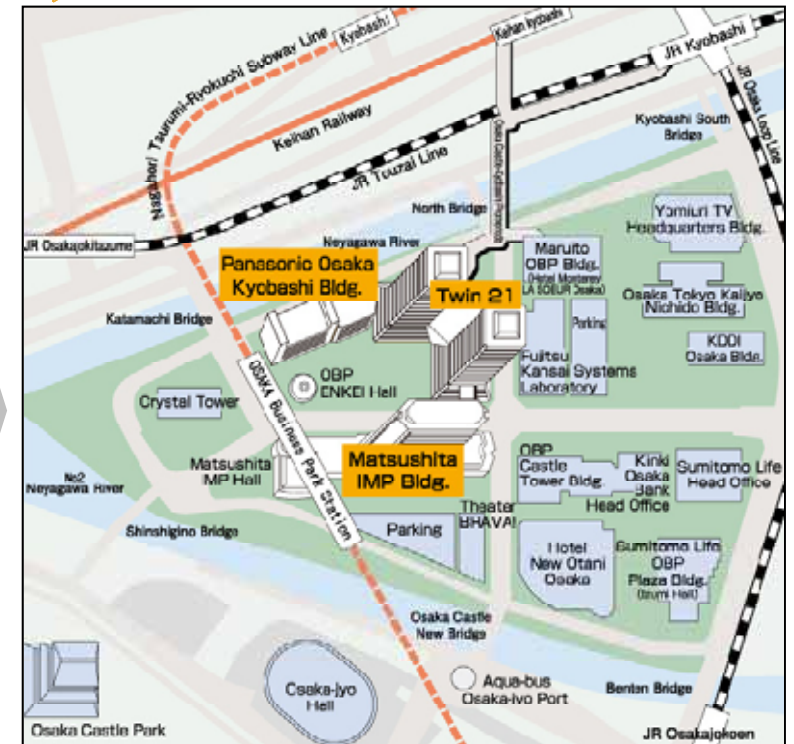 Nagahori Tsurumi-Ryokuchi Subway Line
Kyobashi
Keihan kyobashi
JR Kyobashi
JR Osaka Loop Line
Keihan Railway
JR Touzai Line
Kyobashi South
Bridge
North Bridge
JR Osakajokitazume
Neyagawa River
Yomiuri TV
Headquarters Bldg.
Panasonic Osaka
Kyobashi Bldg.
Maruito
OBP Bldg.
(Hotel Monterey
LA SOEUR Osaka)
Twin 21
Osaka Tokyo Kaijyo
Nichido Bldg.
Katamachi Bridge
Parking
KDDI
Osaka Bldg.
Fujitsu
Kansai Systems
Laboratory
OBP
ENKEI Hall
Crystal Tower
OSAKA Business Park Station
Matsushita
IMP Hall
Matsushita
IMP Bldg.
OBP
Castle
Tower Bldg.
Kinki
Osaka
Bank
Head Office
Sumitomo Life
Head Office
No2
Neyagawa River
Theater
BHAVA!
Shinshigino Bridge
Parking
Hotel
New Otani
Osaka
Sumitomo Life
OBP
Plaza Bldg.
(Izumi Hall)
Osaka Castle
New Bridge
Osaka-jyo
Hall
Aqua-bus
Osaka-jyo Port
Benten Bridge
Osaka Castle Park
JR Osakajokoen